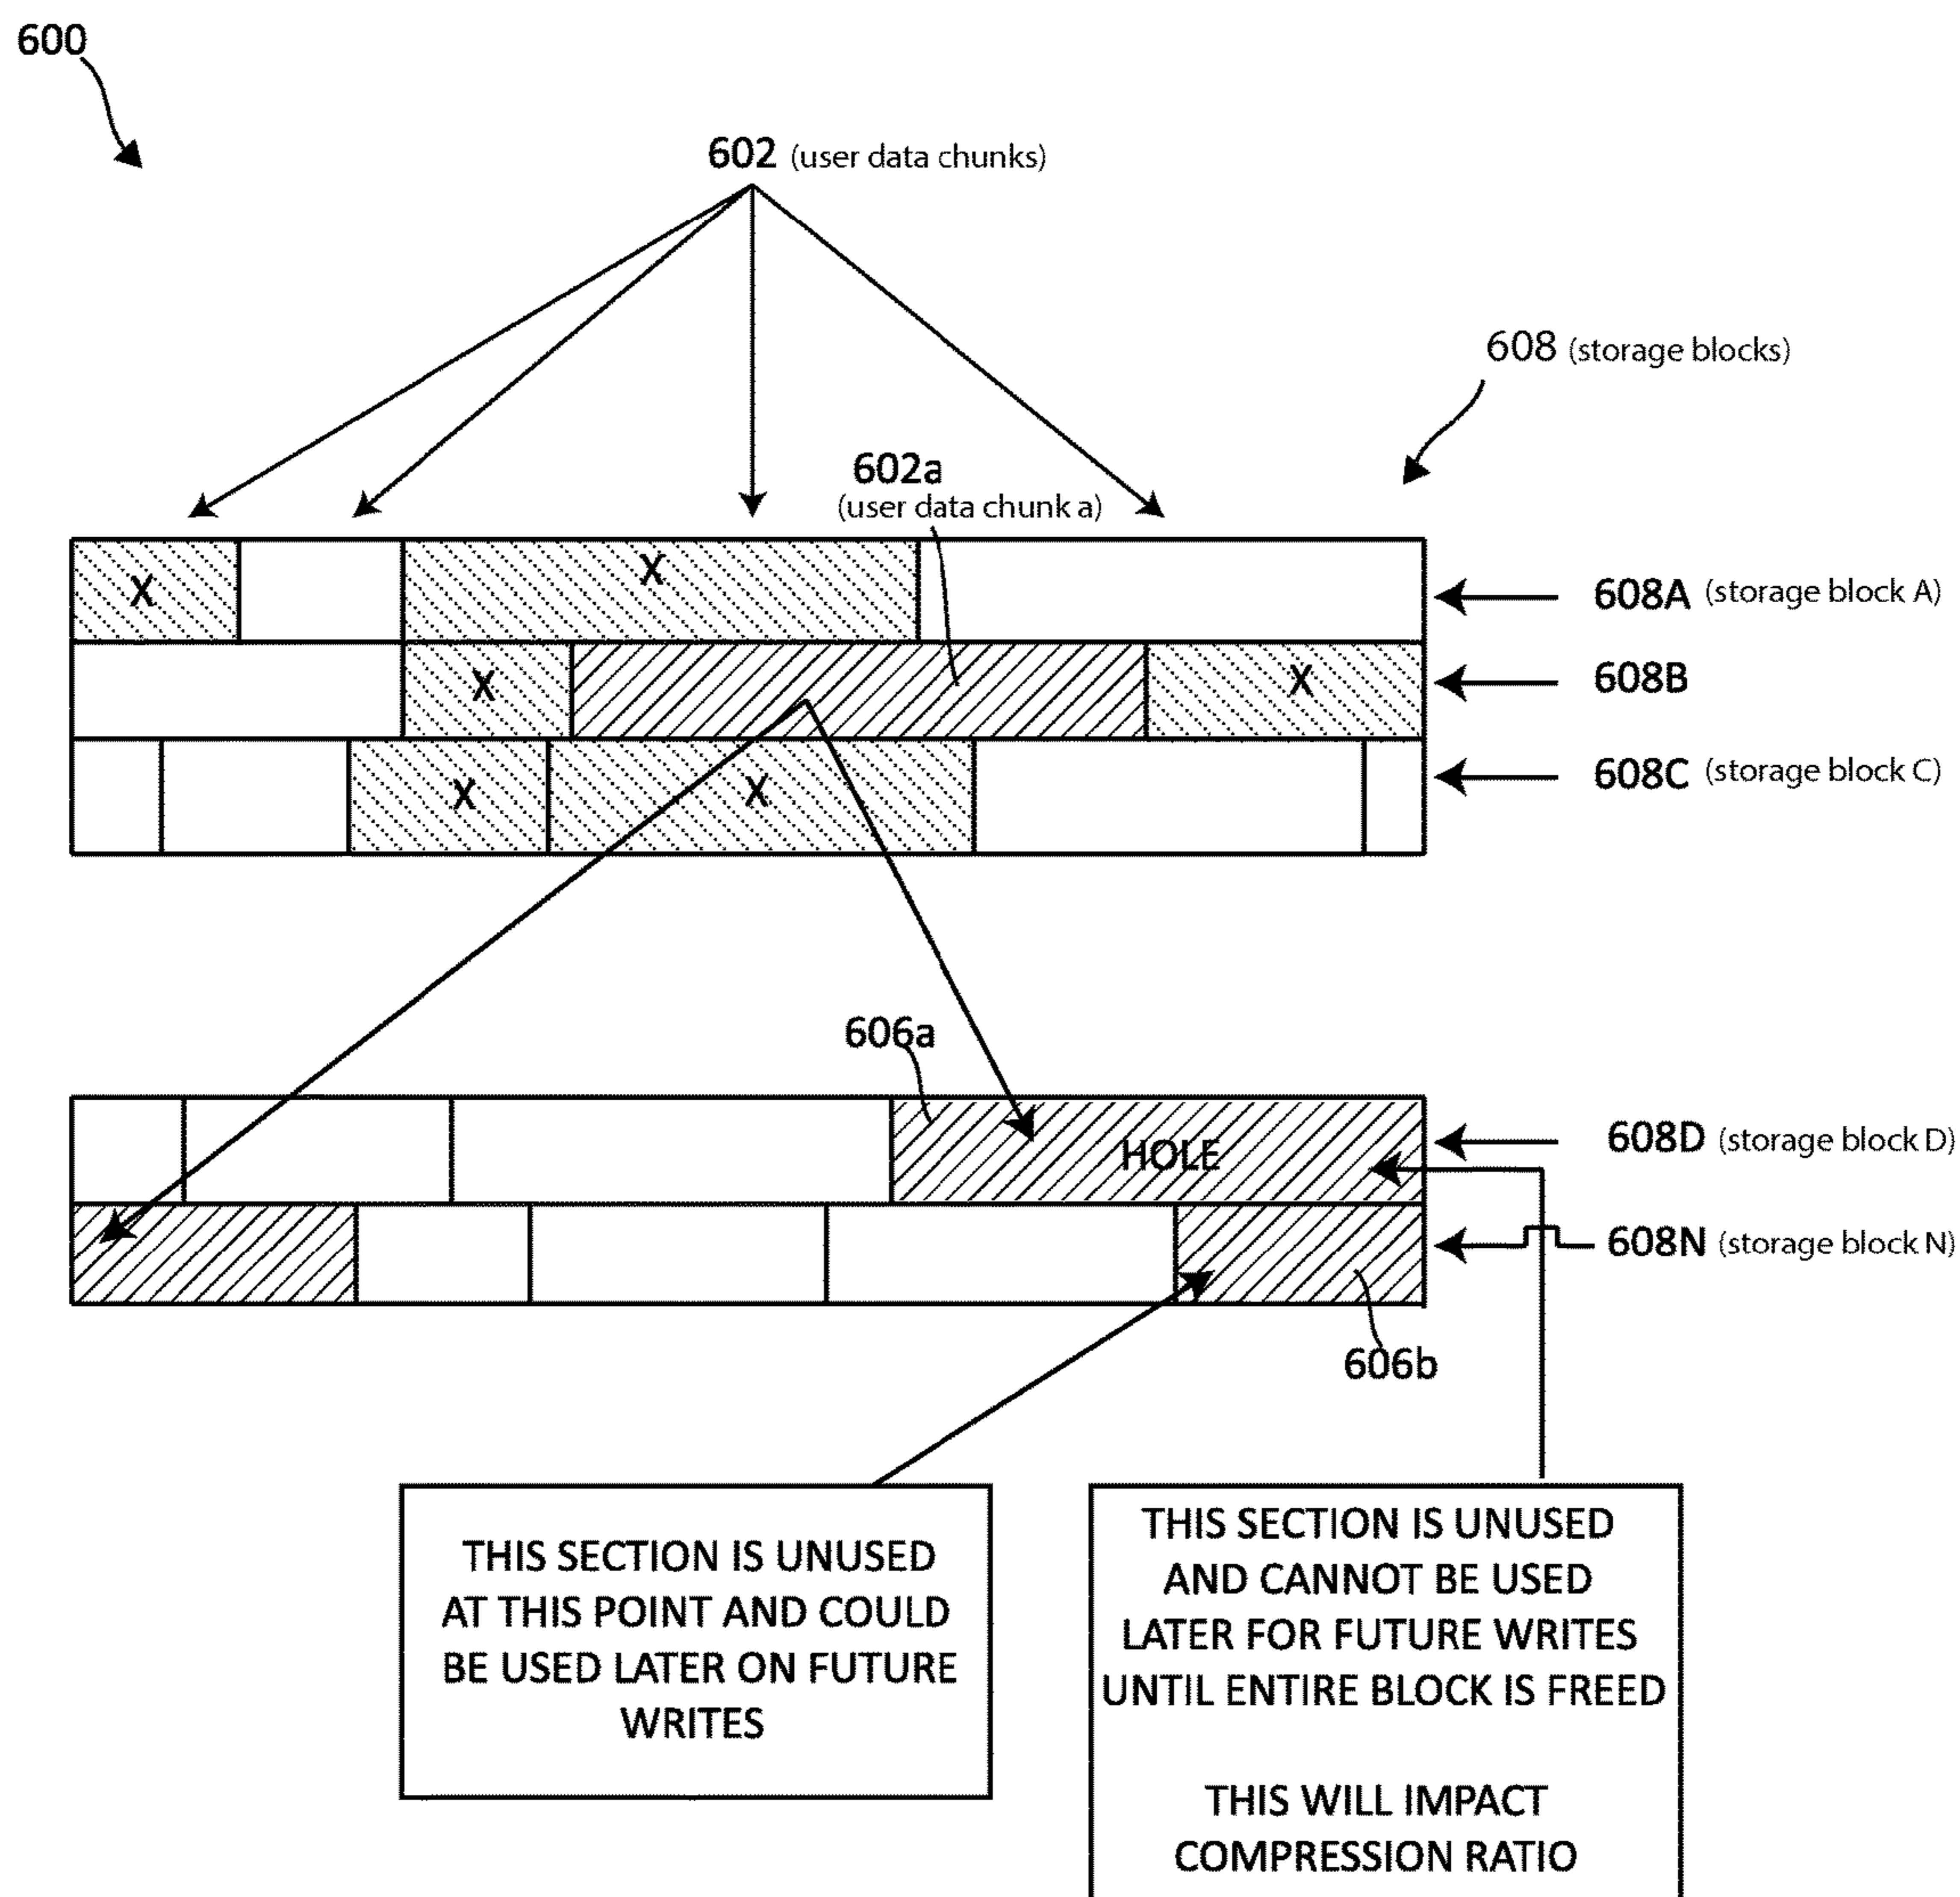 600
602 (user data chunks)
608 (storage blocks)
602a
(user data chunk a)
X
X
608A (storage block A)
X
X
608B
X
X
608C (storage block C)
606a
HOLE
608D (storage block D)
608N (storage block N)
606b
THIS SECTION IS UNUSED
AT THIS POINT AND COULD
BE USED LATER ON FUTURE
WRITES
THIS SECTION IS UNUSED
AND CANNOT BE USED
LATER FOR FUTURE WRITES
UNTIL ENTIRE BLOCK IS FREED
THIS WILL IMPACT
COMPRESSION RATIO